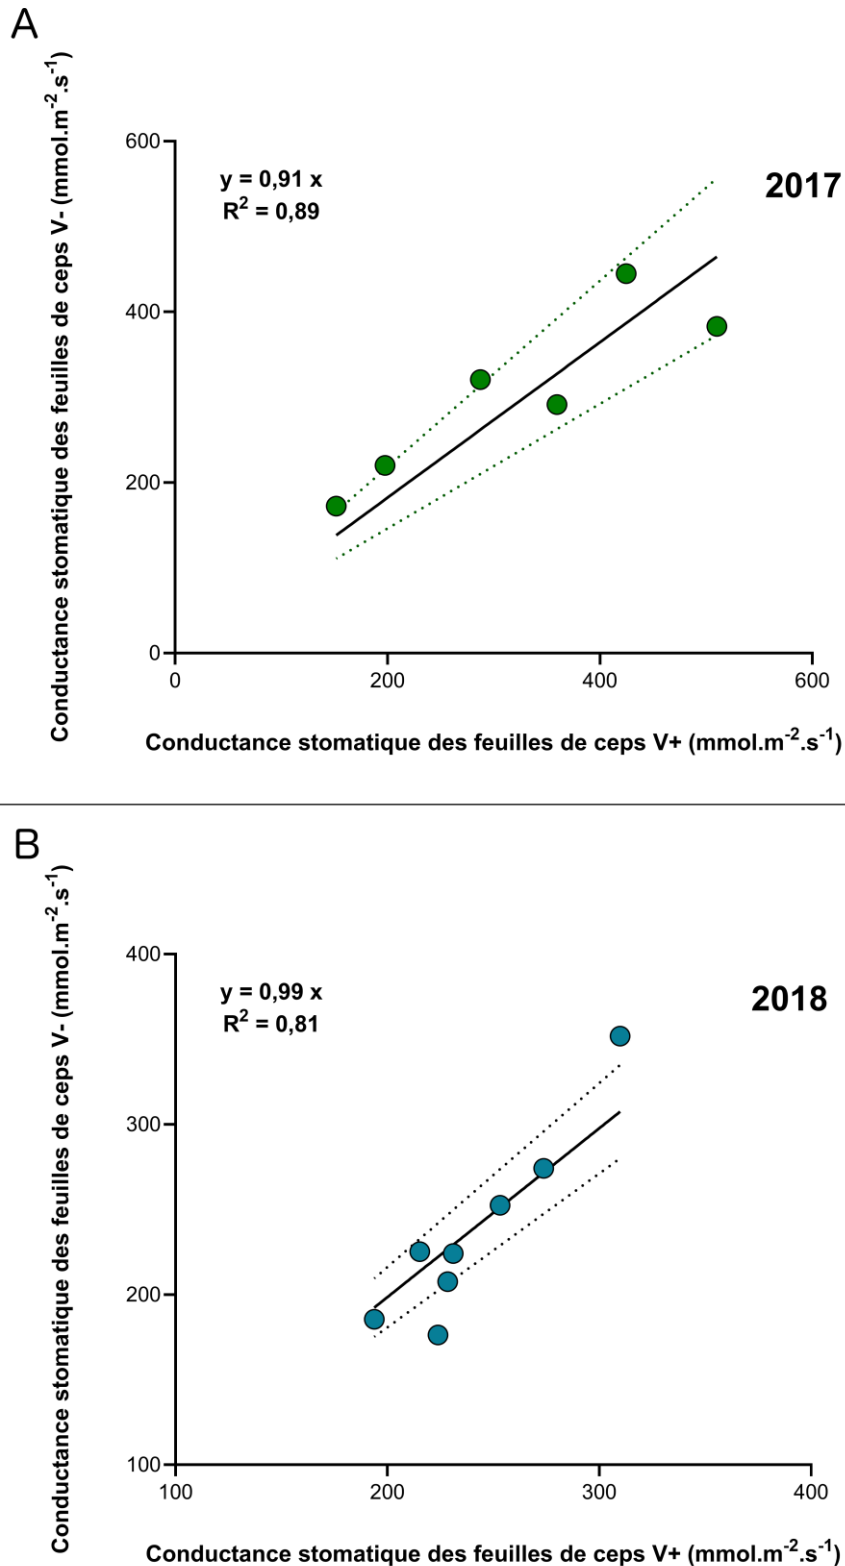 A
Conductance stomatique des feuilles de ceps V- (mmol.m⁻².s⁻¹)
600
400
200
0
y = 0,91 x
R² = 0,89
2017
0 200 400 600
Conductance stomatique des feuilles de ceps V+ (mmol.m⁻².s⁻¹)
B
Conductance stomatique des feuilles de ceps V- (mmol.m⁻².s⁻¹)
400
300
200
100
y = 0,99 x
R² = 0,81
2018
100 200 300 400
Conductance stomatique des feuilles de ceps V+ (mmol.m⁻².s⁻¹)